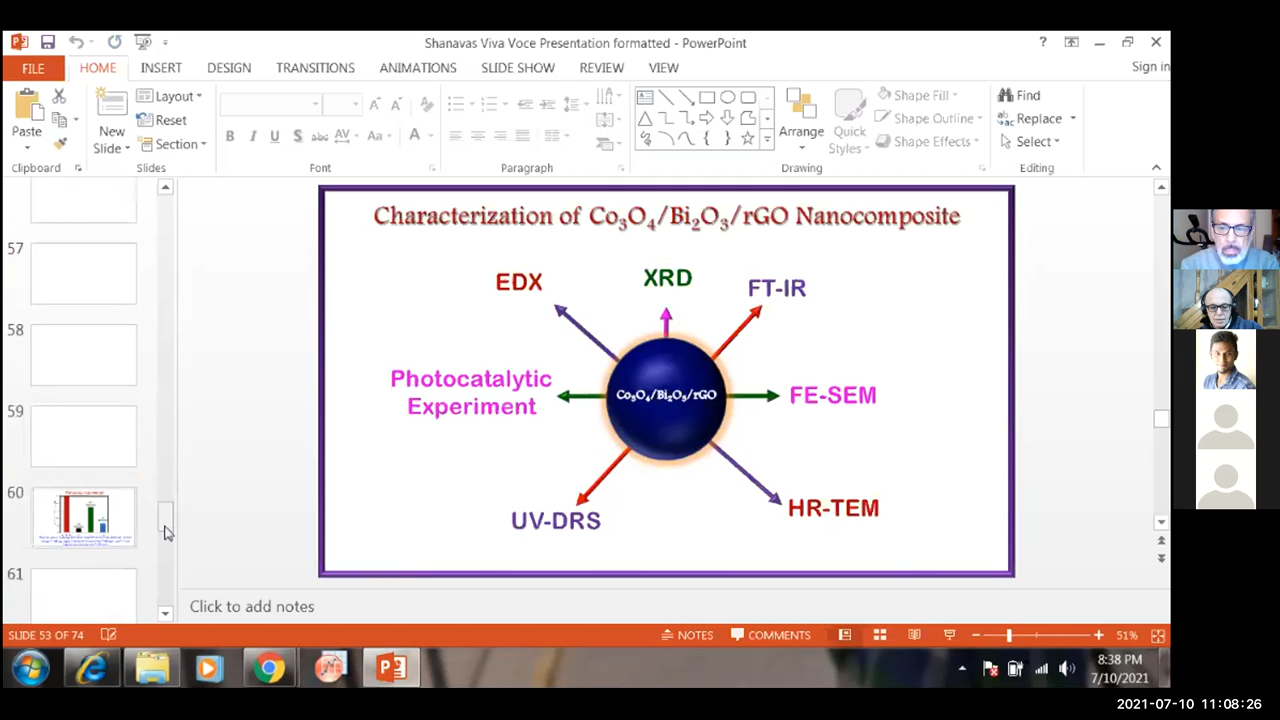 Shanavas Viva Voce Presentation formatted - PowerPoint
?
FILE HOME INSERT DESIGN TRANSITIONS ANIMATIONS SLIDE SHOW REVIEW VIEW Sign in
Paste
New Slide
Layout
Reset
Section
B I U S abc AV Aa A
Arrange
Quick Styles
Shape Fill
Shape Outline
Shape Effects
Find
Replace
Select
Clipboard Slides Font Paragraph Drawing Editing
57
58
59
60
61
Characterization of Co₃O₄/Bi₂O₃/rGO Nanocomposite
EDX
XRD
FT-IR
Photocatalytic
Experiment
Co₃O₄/Bi₂O₃/rGO
FE-SEM
UV-DRS
HR-TEM
Click to add notes
SLIDE 53 OF 74 NOTES COMMENTS 51%
8:38 PM
7/10/2021
2021-07-10 11:08:26